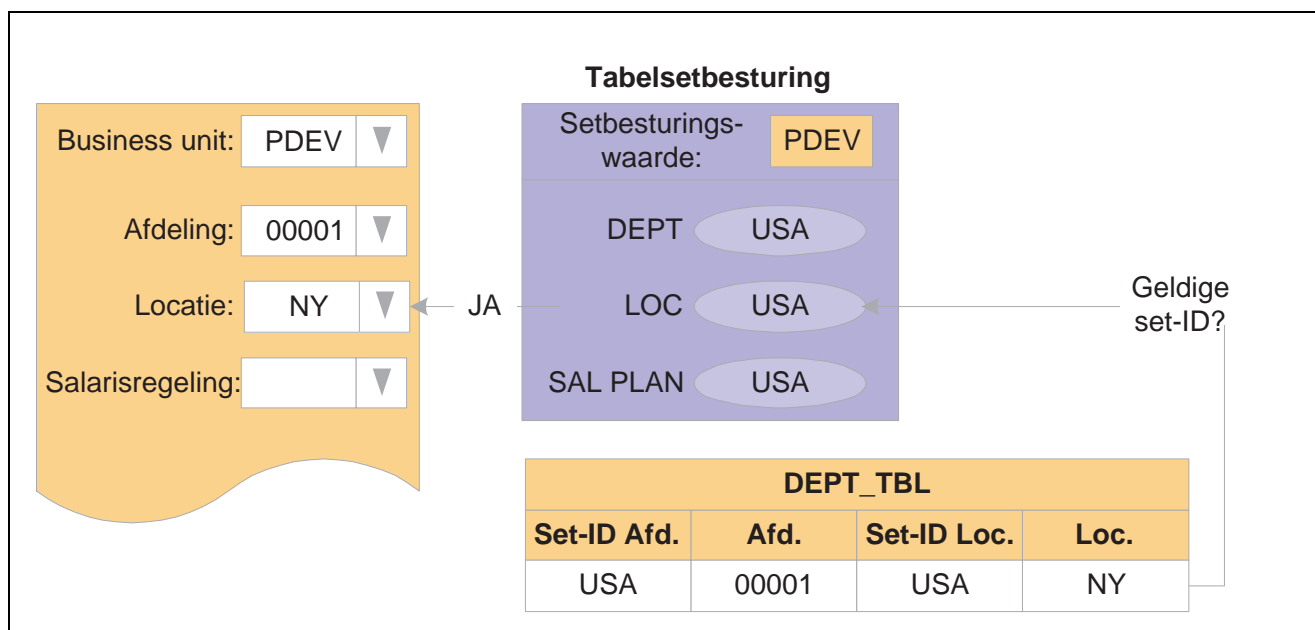 Tabelsetbesturing
Business unit: PDEV
Afdeling: 00001
Locatie: NY
Salarisregeling:
JA
Setbesturings-
waarde:
PDEV
DEPT USA
LOC USA
SAL PLAN USA
Geldige
set-ID?
DEPT_TBL
Set-ID Afd. Afd. Set-ID Loc. Loc.
USA 00001 USA NY